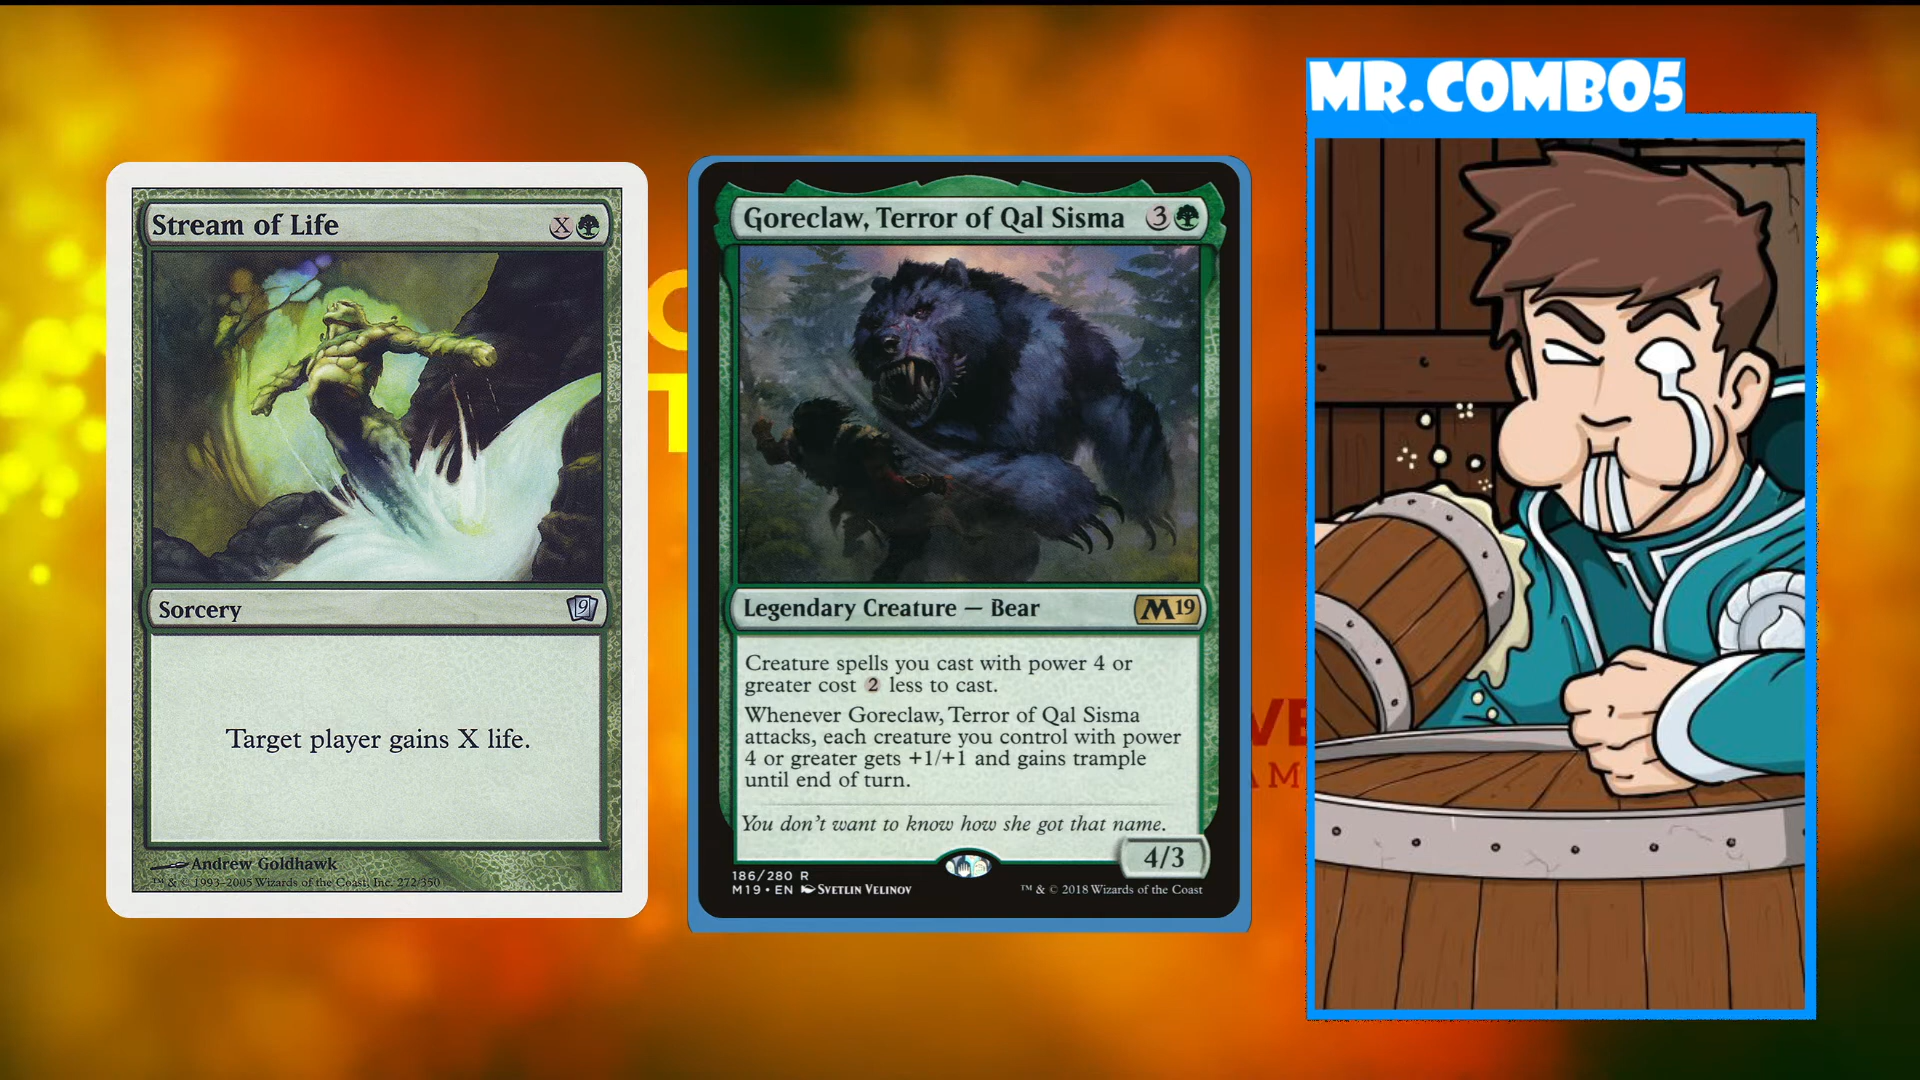 MR.COMBO5
Stream of Life
X
Sorcery
9
Target player gains X life.
Andrew Goldhawk
™ & © 1993–2005 Wizards of the Coast, Inc. 272/350
Goreclaw, Terror of Qal Sisma
3
Legendary Creature — Bear
M19
Creature spells you cast with power 4 or
greater cost 2 less to cast.
Whenever Goreclaw, Terror of Qal Sisma
attacks, each creature you control with power
4 or greater gets +1/+1 and gains trample
until end of turn.
You don't want to know how she got that name.
4/3
186/280 R
M19 • EN SVETLIN VELINOV
™ & © 2018 Wizards of the Coast